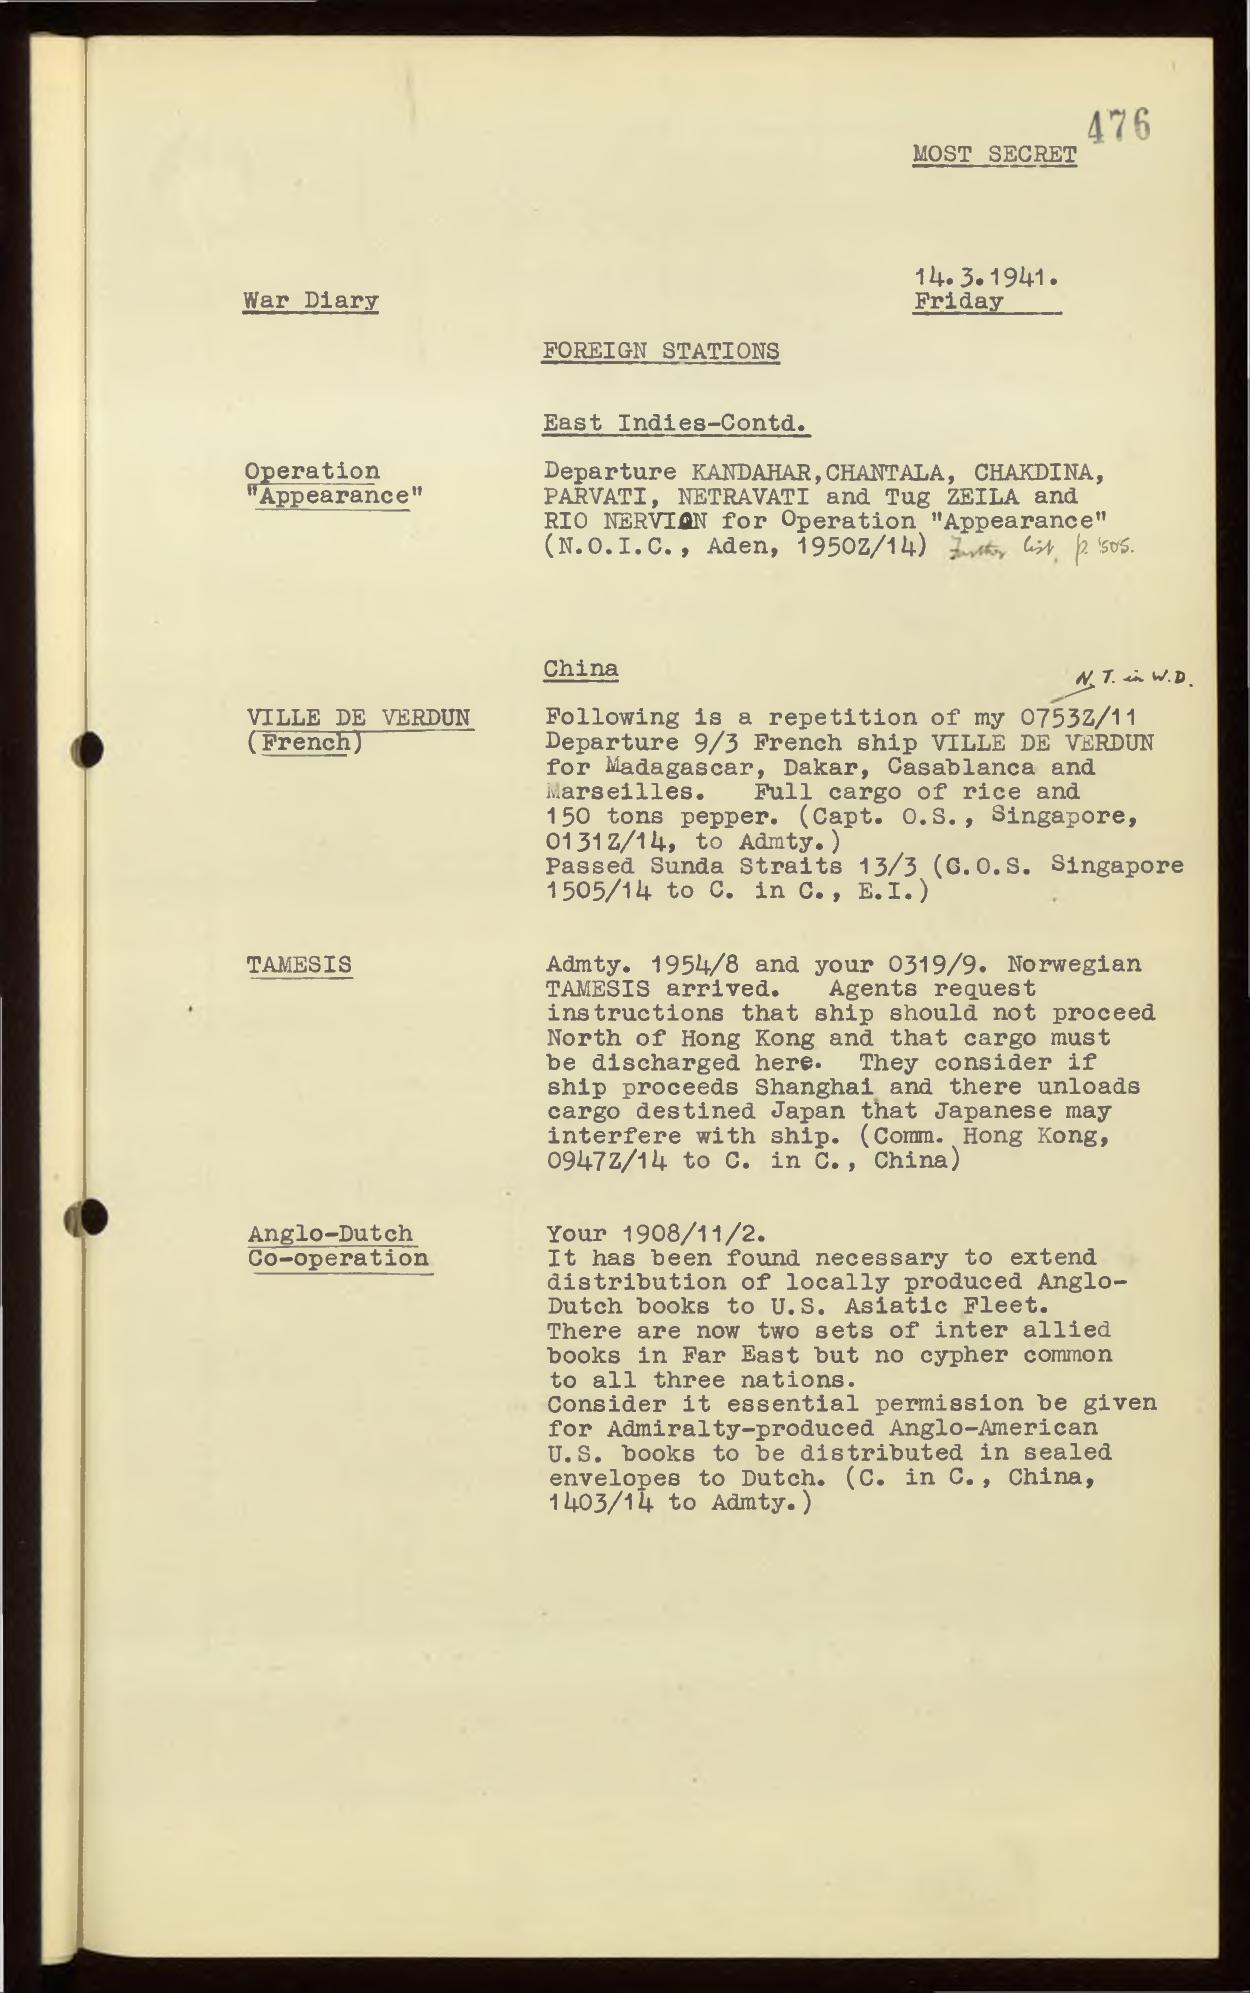 476
MOST SECRET
14.3.1941.
War Diary
Friday
FOREIGN STATIONS
East Indies-Contd.
Operation
"Appearance"
Departure KANDAHAR,CHANTALA, CHAKDINA,
PARVATI, NETRAVATI and Tug ZEILA and
RIO NERVION for Operation "Appearance"
(N.O.I.C., Aden, 1950Z/14) Further list, p 505.
China
N.T. in W.D.
VILLE DE VERDUN
(French)
Following is a repetition of my 0753Z/11
Departure 9/3 French ship VILLE DE VERDUN
for Madagascar, Dakar, Casablanca and
Marseilles. Full cargo of rice and
150 tons pepper. (Capt. O.S., Singapore,
0131Z/14, to Admty.)
Passed Sunda Straits 13/3 (C.O.S. Singapore
1505/14 to C. in C., E.I.)
TAMESIS
Admty. 1954/8 and your 0319/9. Norwegian
TAMESIS arrived. Agents request
instructions that ship should not proceed
North of Hong Kong and that cargo must
be discharged here. They consider if
ship proceeds Shanghai and there unloads
cargo destined Japan that Japanese may
interfere with ship. (Comm. Hong Kong,
0947Z/14 to C. in C., China)
Anglo-Dutch
Co-operation
Your 1908/11/2.
It has been found necessary to extend
distribution of locally produced Anglo-
Dutch books to U.S. Asiatic Fleet.
There are now two sets of inter allied
books in Far East but no cypher common
to all three nations.
Consider it essential permission be given
for Admiralty-produced Anglo-American
U.S. books to be distributed in sealed
envelopes to Dutch. (C. in C., China,
1403/14 to Admty.)